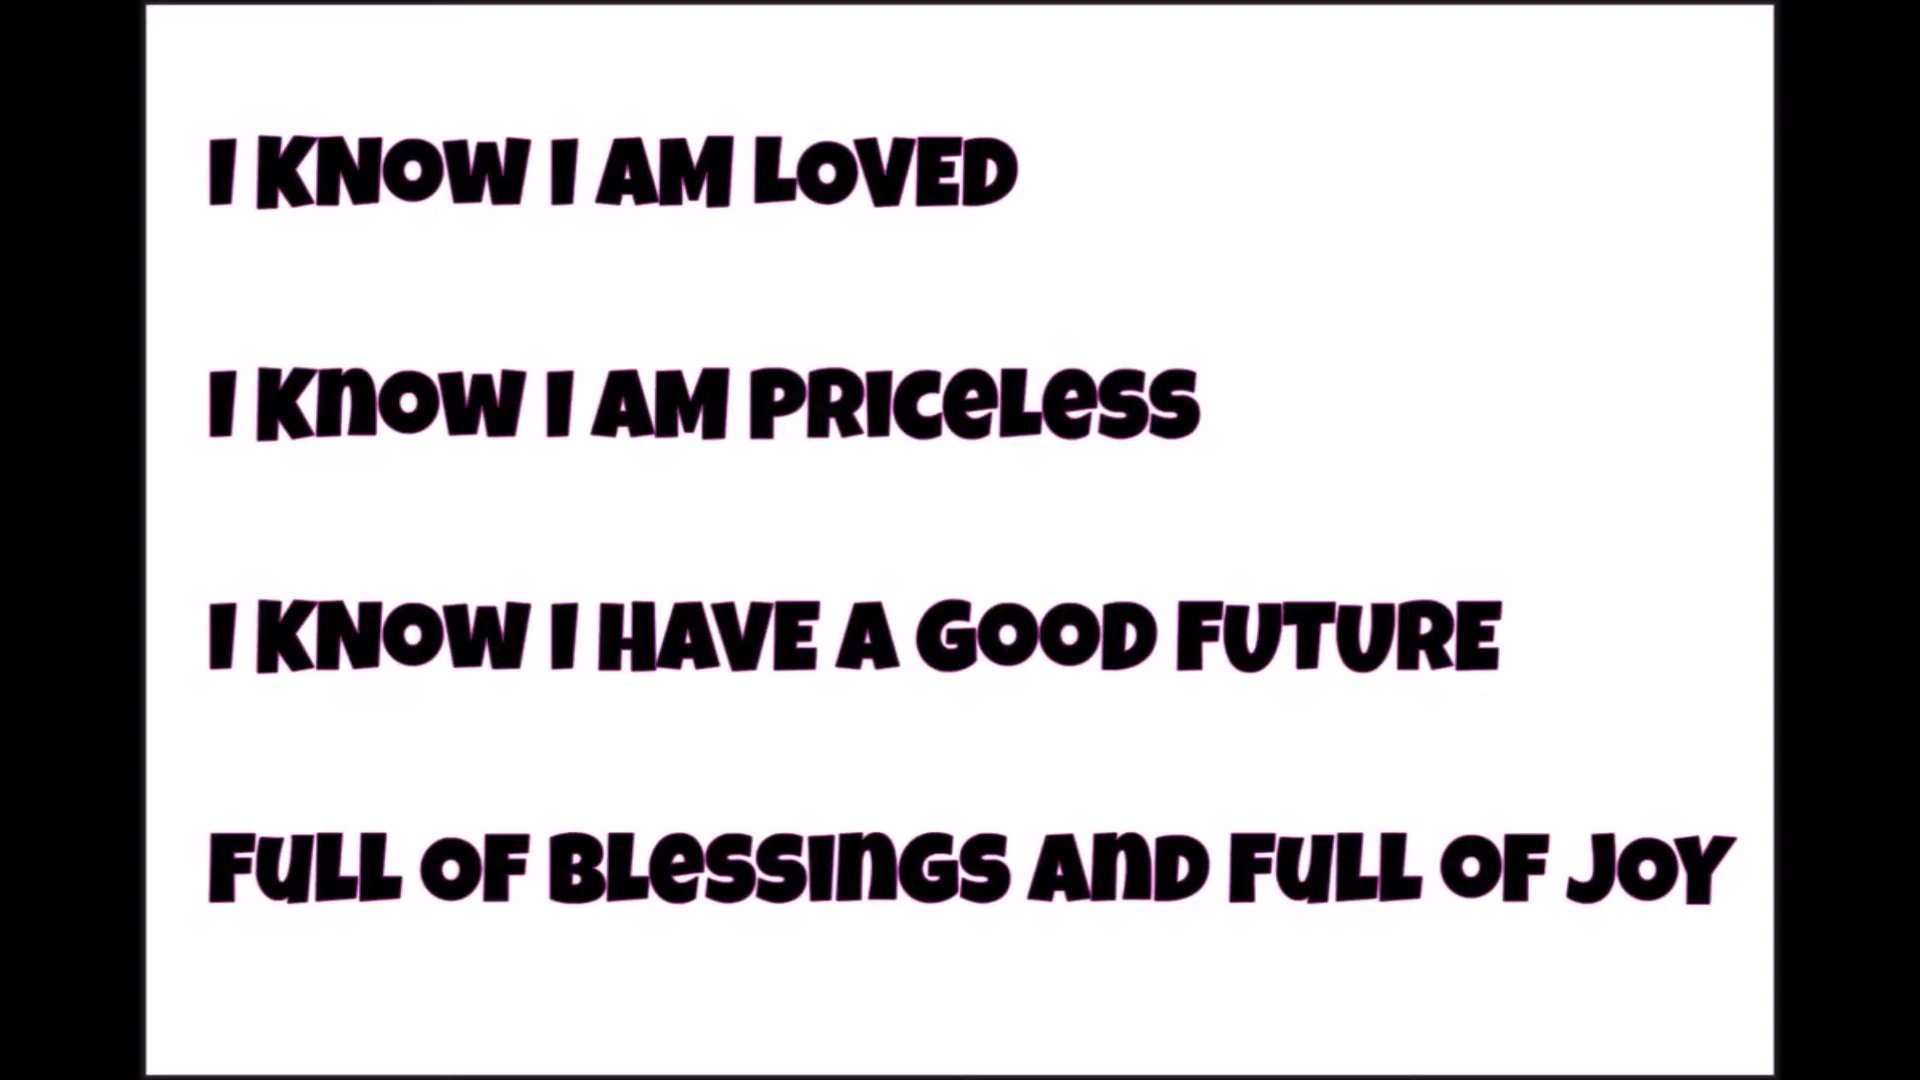 I KNOW I AM LOVED
I KnoW I AM PRICeLeSS
I KNOW I HAVE A GOOD FUTURE
FuLL OF BLeSSInGS AnD FuLL OF JOY